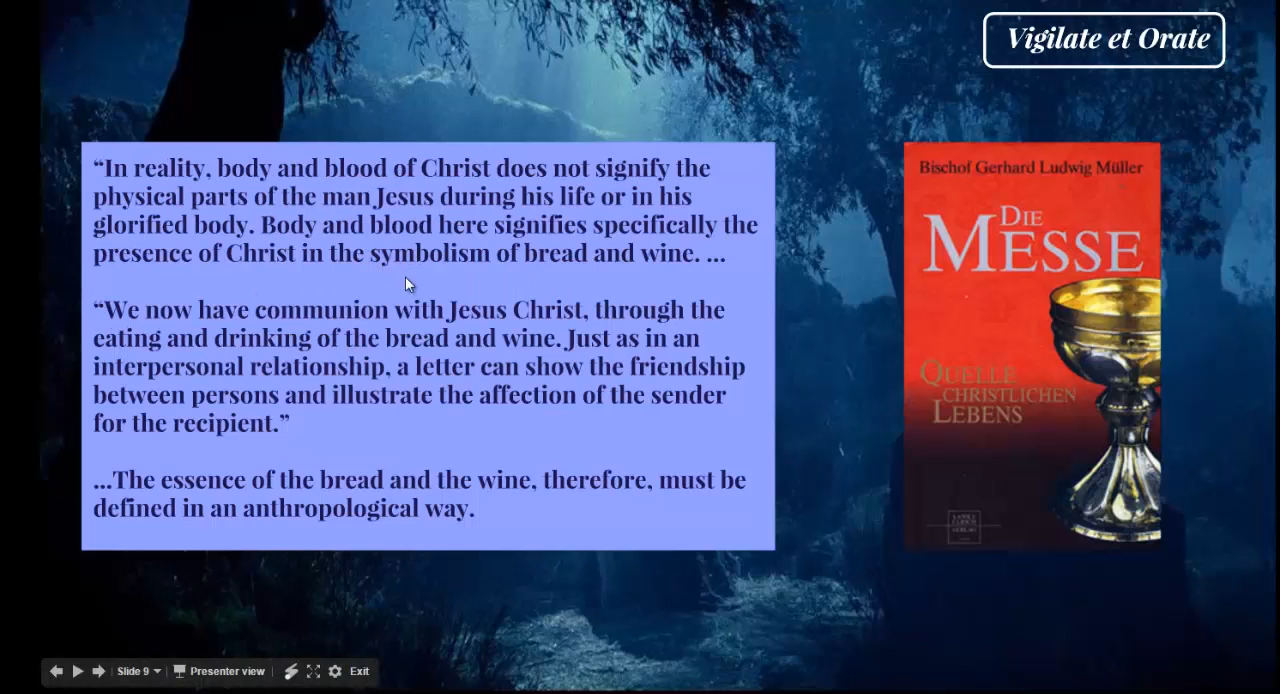 Vigilate et Orate
“In reality, body and blood of Christ does not signify the
physical parts of the man Jesus during his life or in his
glorified body. Body and blood here signifies specifically the
presence of Christ in the symbolism of bread and wine. ...
“We now have communion with Jesus Christ, through the
eating and drinking of the bread and wine. Just as in an
interpersonal relationship, a letter can show the friendship
between persons and illustrate the affection of the sender
for the recipient.”
...The essence of the bread and the wine, therefore, must be
defined in an anthropological way.
Bischof Gerhard Ludwig Müller
DIE
MESSE
QUELLE
CHRISTLICHEN
LEBENS
Slide 9
Presenter view
Exit